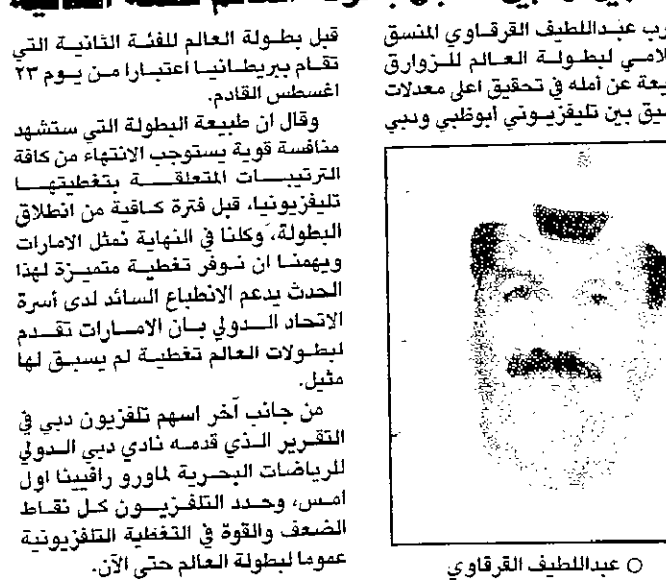 رب عبداللطيف القرقاوي المنسق
لامي لبطولة العالم للزوارق
يعة عن أمله في تحقيق اعلى معدلات
يق بين تليفزيوني ابوظبي ودبي
○ عبداللطيف القرقاوي
قبل بطولة العالم للفئة الثانية التي
تقام ببريطانيا اعتبارا من يوم ٢٣
اغسطس القادم.
وقال ان طبيعة البطولة التي ستشهد
منافسة قوية يستوجب الانتهاء من كافة
الترتيبات المتعلقة بتغطيتها
تليفزيونيا، قبل فترة كافية من انطلاق
البطولة، وكلنا في النهاية نمثل الامارات
ويهمنا ان نوفر تغطية متميزة لهذا
الحدث يدعم الانطباع السائد لدى أسرة
الاتحاد الدولي بان الامارات تقدم
لبطولات العالم تغطية لم يسبق لها
مثيل.
من جانب آخر اسهم تلفزيون دبي في
التقرير الذي قدمه نادي دبي الدولي
للرياضات البحرية لماورو رافيينا اول
امس، وحدد التلفزيون كل نقاط
الضعف والقوة في التغطية التلفزيونية
عموما لبطولة العالم حتى الآن.